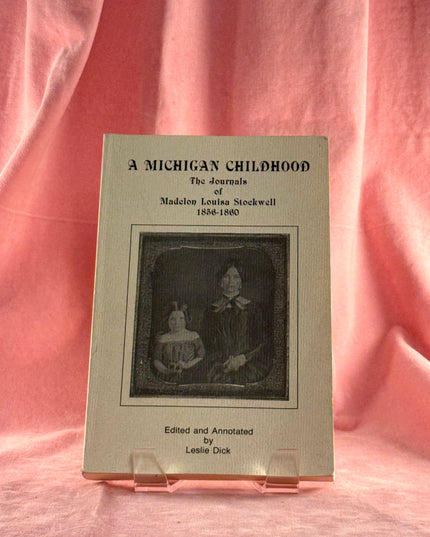 A MICHIGAN CHILDHOOD
The Journals
of
Madelon Louisa Stockwell
1856-1860
Edited and Annotated
by
Leslie Dick